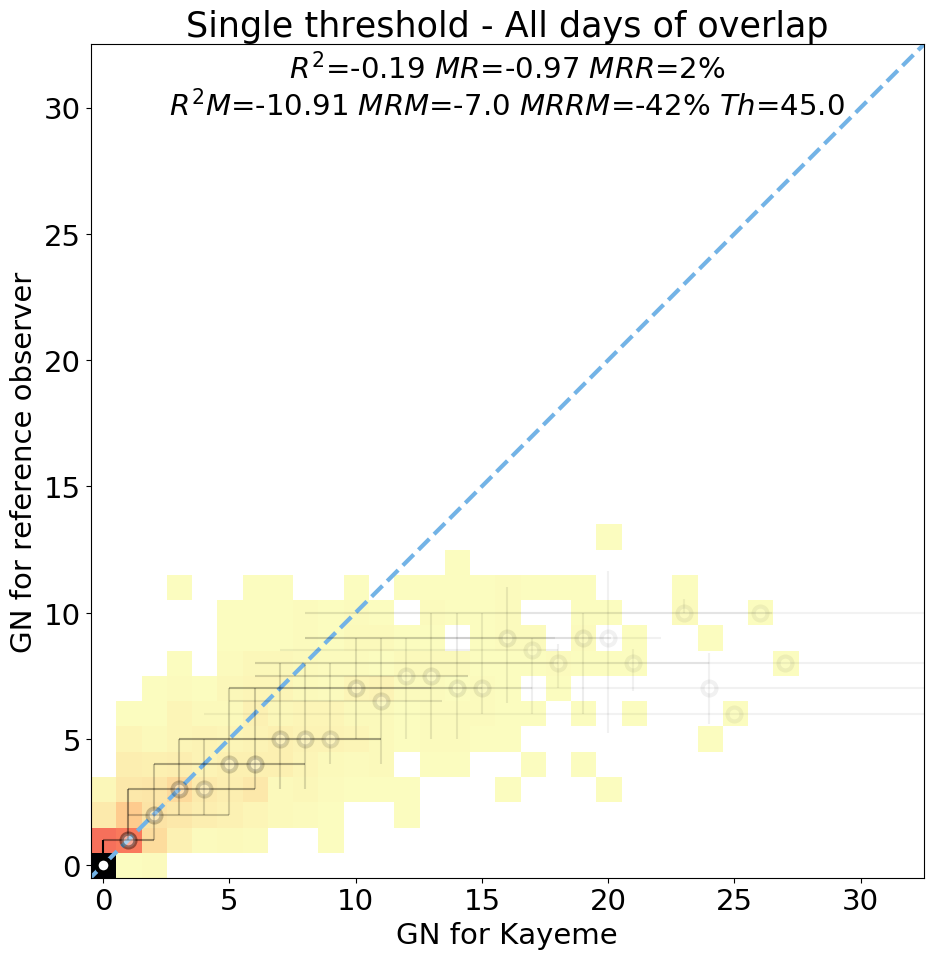 Single threshold - All days of overlap
R²=-0.19 MR=-0.97 MRR=2%
R²M=-10.91 MRM=-7.0 MRRM=-42% Th=45.0
30
25
20
15
10
5
0
GN for reference observer
0 5 10 15 20 25 30
GN for Kayeme